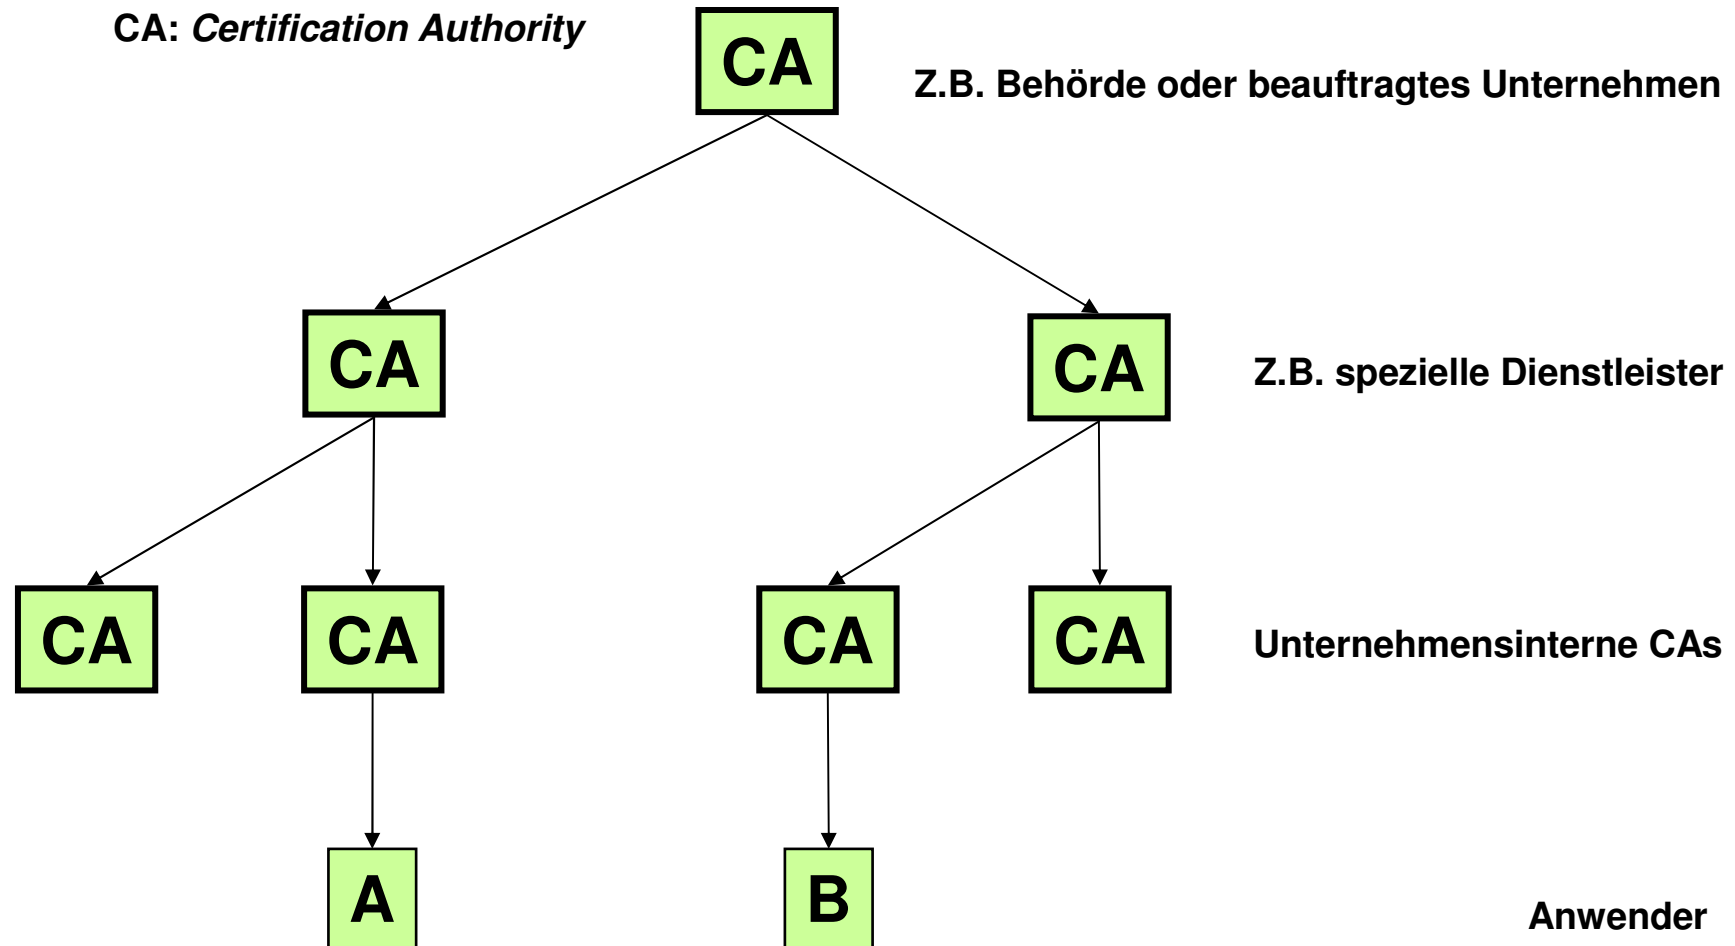 CA: Certification Authority
CA
Z.B. Behörde oder beauftragtes Unternehmen
CA
CA
Z.B. spezielle Dienstleister
CA
CA
CA
CA
Unternehmensinterne CAs
A
B
Anwender